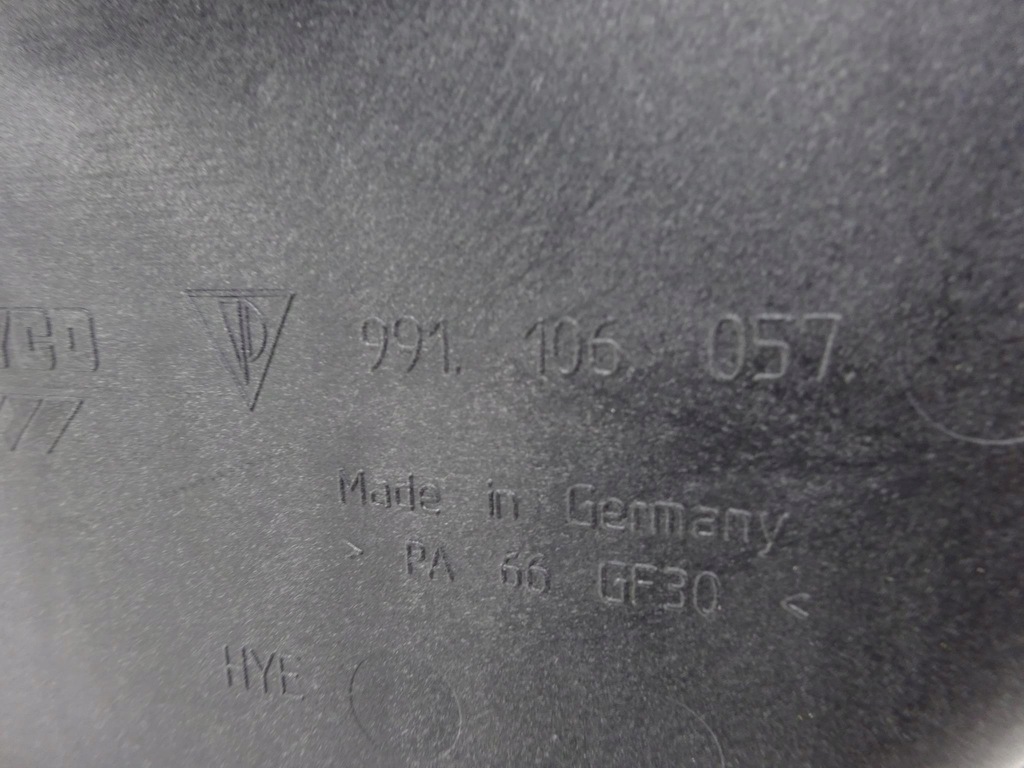 991. 106. 057
Made in Germany
> PA 66 GF30 <
HYE